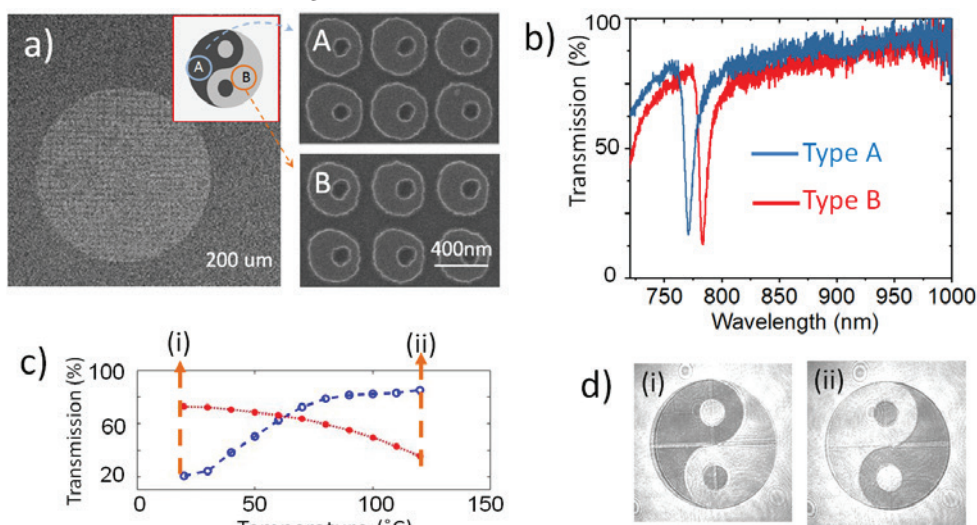 a)
A
B
200 um
A
B
400nm
b)
Transmission (%)
100
50
0
Type A
Type B
750 800 850 900 950 1000
Wavelength (nm)
c)
(i)
(ii)
Transmission (%)
100
60
20
0 50 100 150
Temperature (°C)
d)
(i)
(ii)